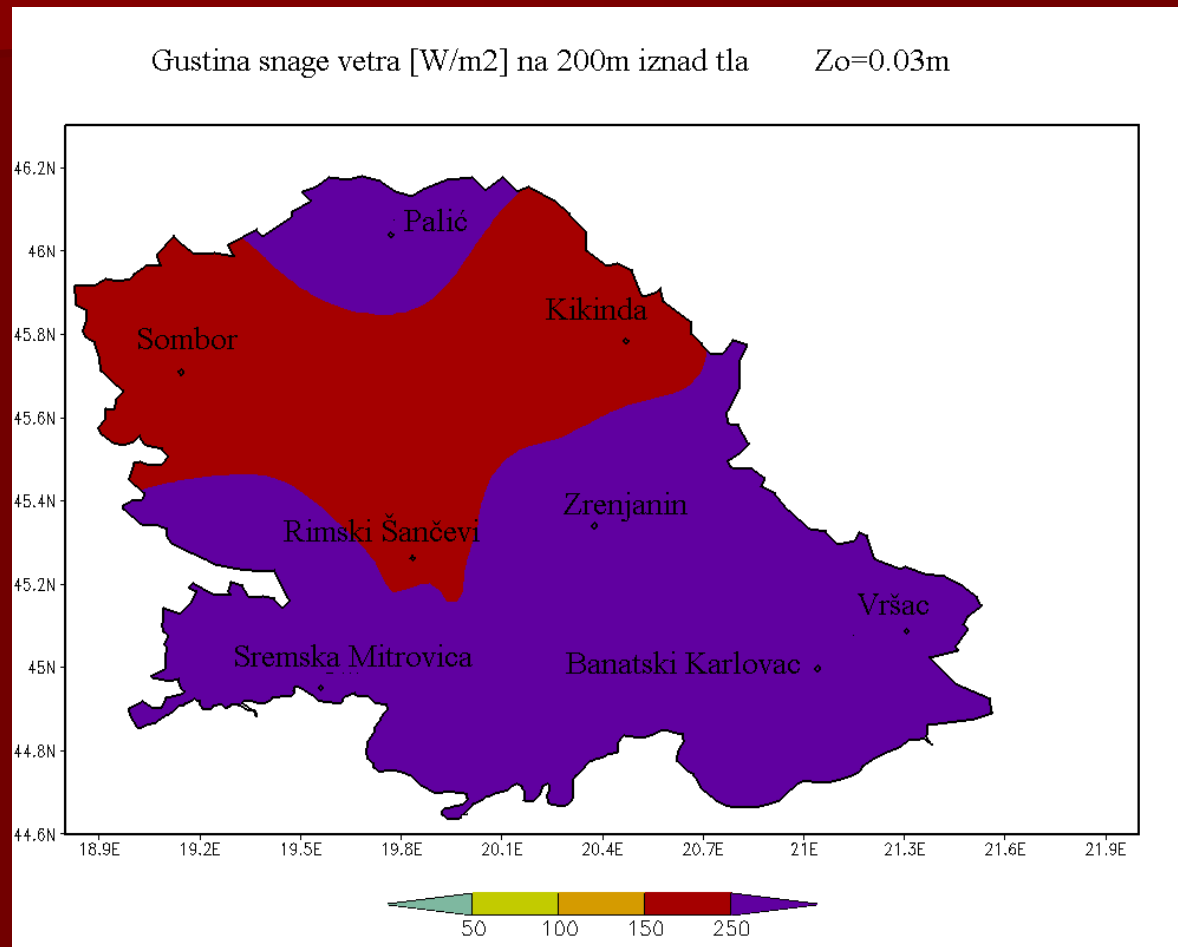 Gustina snage vetra [W/m2] na 200m iznad tla Zo=0.03m
46.2N
Palić
46N
Kikinda
45.8N
Sombor
45.6N
45.4N
Zrenjanin
Rimski Šančevi
45.2N
Vršac
Sremska Mitrovica
Banatski Karlovac
45N
44.8N
44.6N
18.9E 19.2E 19.5E 19.8E 20.1E 20.4E 20.7E 21E 21.3E 21.6E 21.9E
50 100 150 250